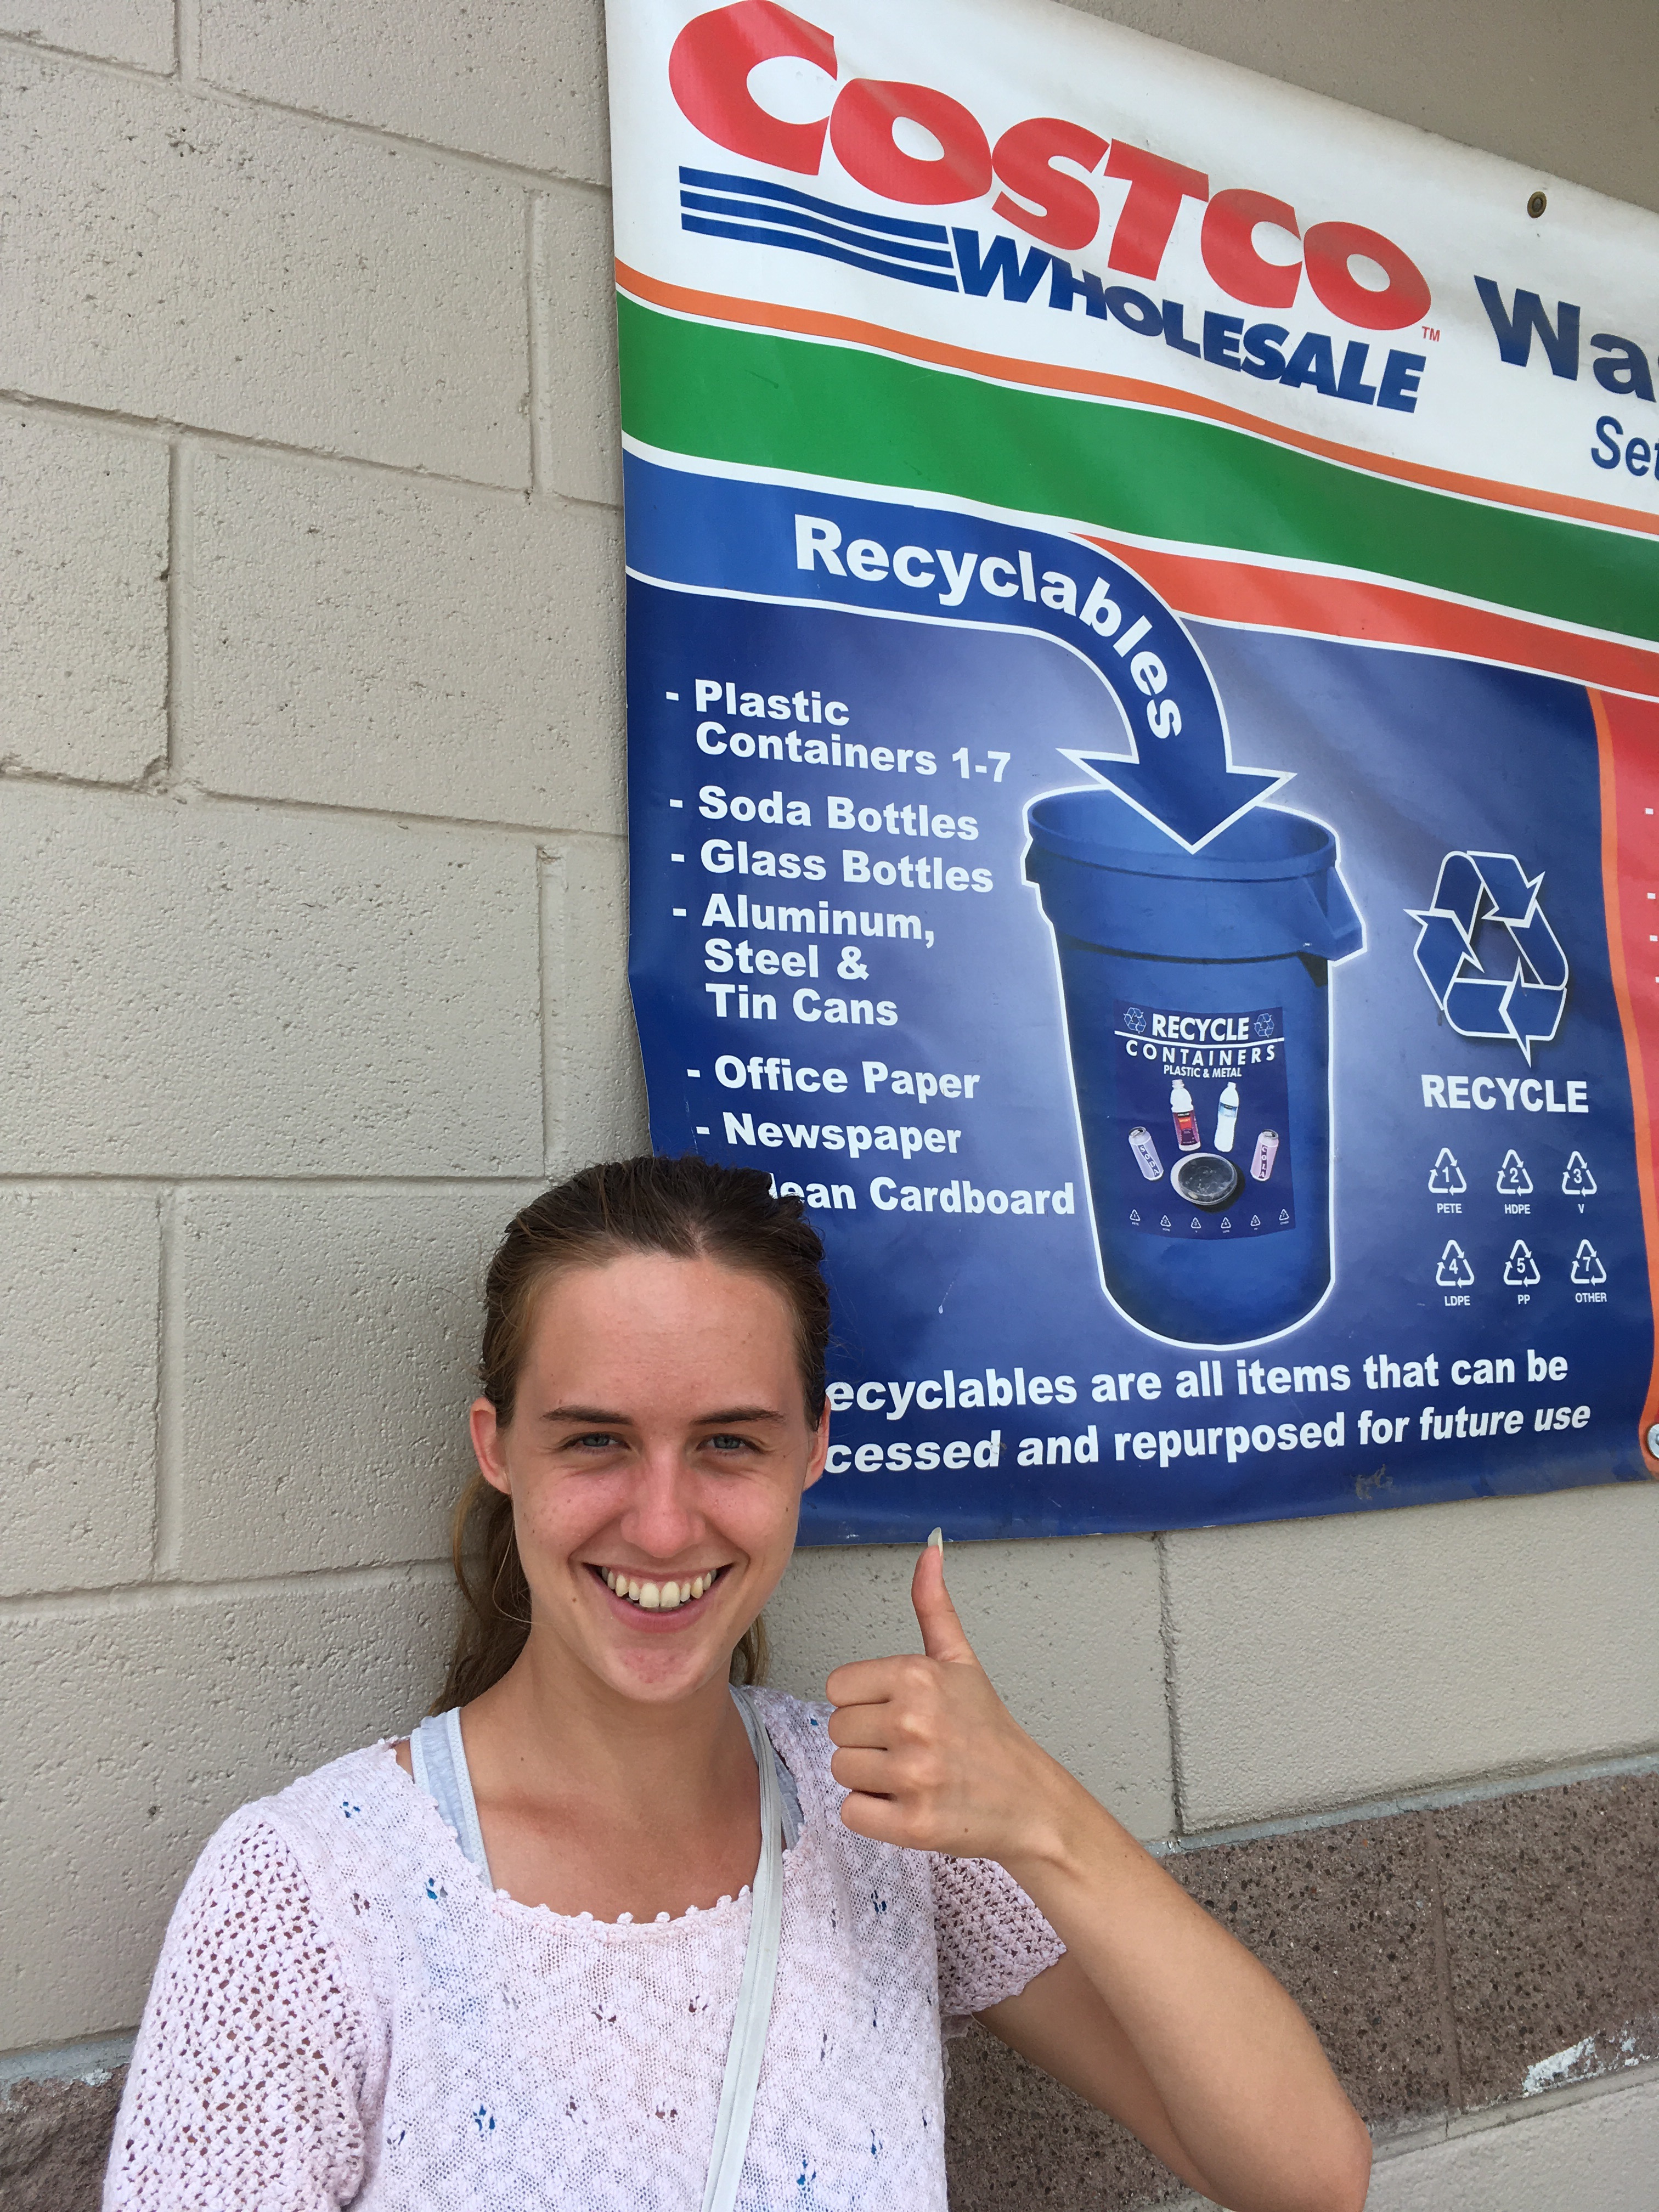 COSTCO
WHOLESALE
TM
Recyclables
- Plastic
Containers 1-7
- Soda Bottles
- Glass Bottles
- Aluminum,
Steel &
Tin Cans
- Office Paper
- Newspaper
lean Cardboard
RECYCLE
CONTAINERS
PLASTIC & METAL
RECYCLE
1 2 3
PETE HDPE V
4 5 7
LDPE PP OTHER
ecyclables are all items that can be
cessed and repurposed for future use